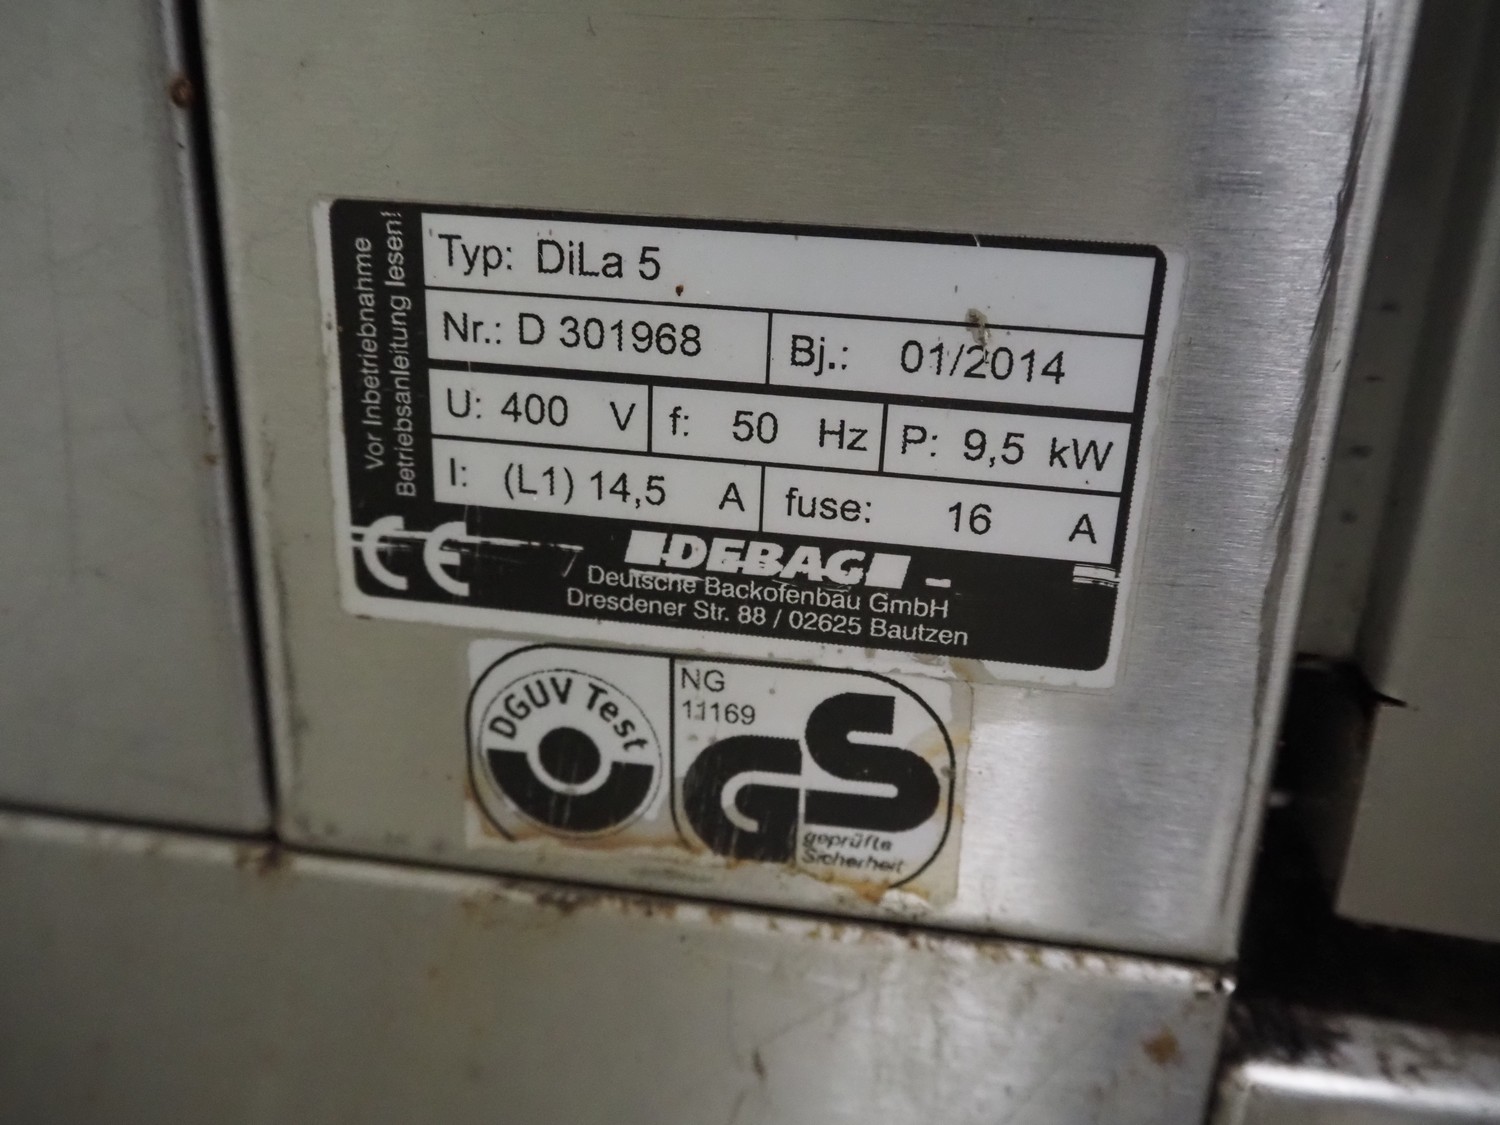 Vor Inbetriebnahme
Betriebsanleitung lesen!
Typ: DiLa 5
Nr.: D 301968 Bj.: 01/2014
U: 400 V f: 50 Hz P: 9,5 kW
I: (L1) 14,5 A fuse: 16 A
CE
DEBAG
Deutsche Backofenbau GmbH
Dresdener Str. 88 / 02625 Bautzen
DGUV Test
NG
11169
GS
geprüfte
Sicherheit